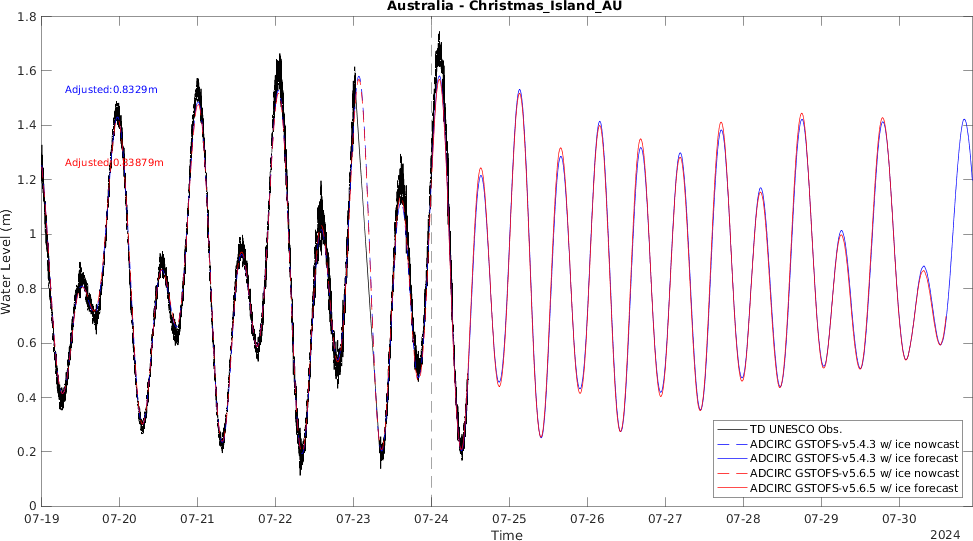 Australia - Christmas_Island_AU
1.8
1.6
1.4
1.2
1
0.8
0.6
0.4
0.2
0
Water Level (m)
Adjusted:0.8329m
Adjusted:0.83879m
TD UNESCO Obs.
ADCIRC GSTOFS-v5.4.3 w/ ice nowcast
ADCIRC GSTOFS-v5.4.3 w/ ice forecast
ADCIRC GSTOFS-v5.6.5 w/ ice nowcast
ADCIRC GSTOFS-v5.6.5 w/ ice forecast
07-19 07-20 07-21 07-22 07-23 07-24 07-25 07-26 07-27 07-28 07-29 07-30
Time
2024